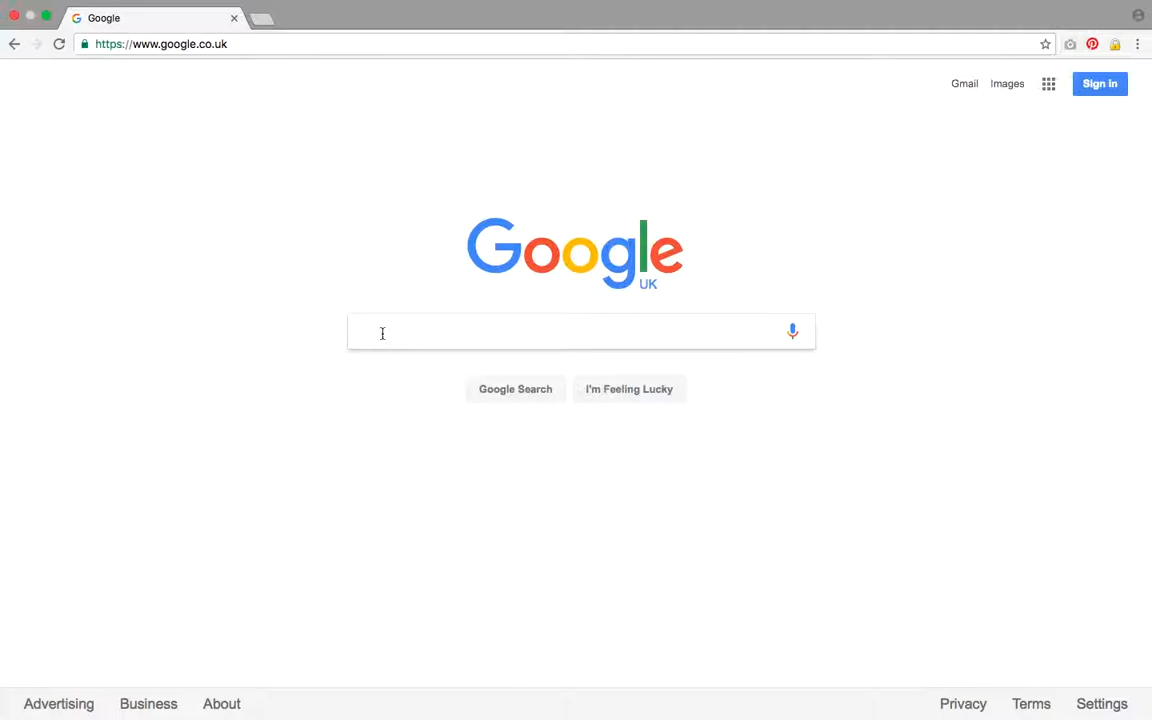 Google
https://www.google.co.uk
Gmail Images Sign in
Google
UK
Google Search I'm Feeling Lucky
Advertising Business About Privacy Terms Settings